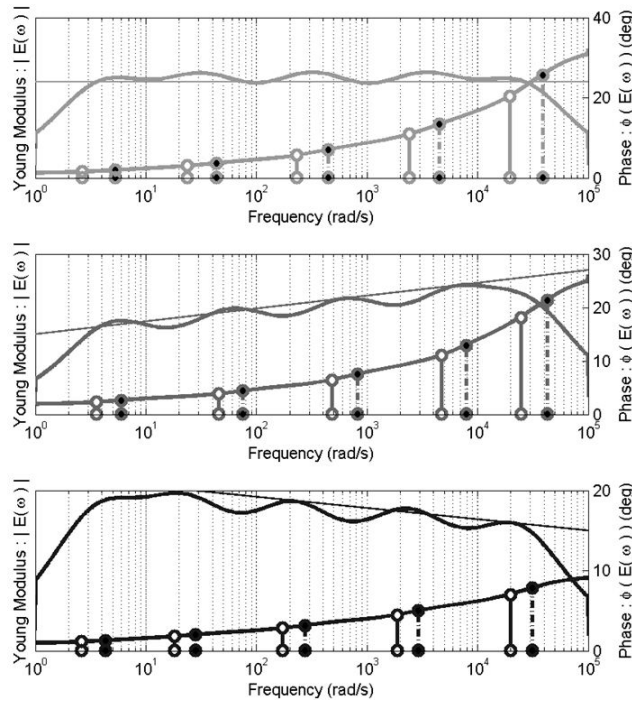 40
20
0
Young Modulus : | E(ω) |
Phase : ϕ ( E(ω) ) (deg)
10⁰ 10¹ 10² 10³ 10⁴ 10⁵
Frequency (rad/s)
30
20
10
0
Young Modulus : | E(ω) |
Phase : ϕ ( E(ω) ) (deg)
10⁰ 10¹ 10² 10³ 10⁴ 10⁵
Frequency (rad/s)
20
10
0
Young Modulus : | E(ω) |
Phase : ϕ ( E(ω) ) (deg)
10⁰ 10¹ 10² 10³ 10⁴ 10⁵
Frequency (rad/s)